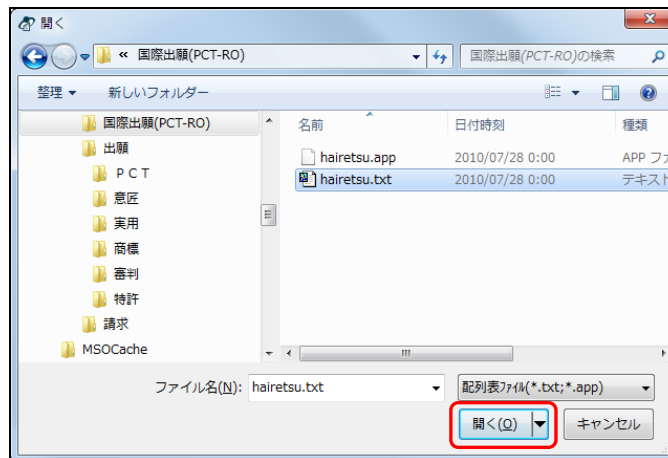 開く
« 国際出願(PCT-RO)
国際出願(PCT-RO)の検索
整理 新しいフォルダー
国際出願(PCT-RO)
出願
ＰＣＴ
意匠
実用
商標
審判
特許
請求
MSOCache
名前 日付時刻 種類
hairetsu.app 2010/07/28 0:00 APP ファ
hairetsu.txt 2010/07/28 0:00 テキスト
ファイル名(N): hairetsu.txt 配列表ﾌｧｲﾙ(*.txt;*.app)
開く(O) キャンセル